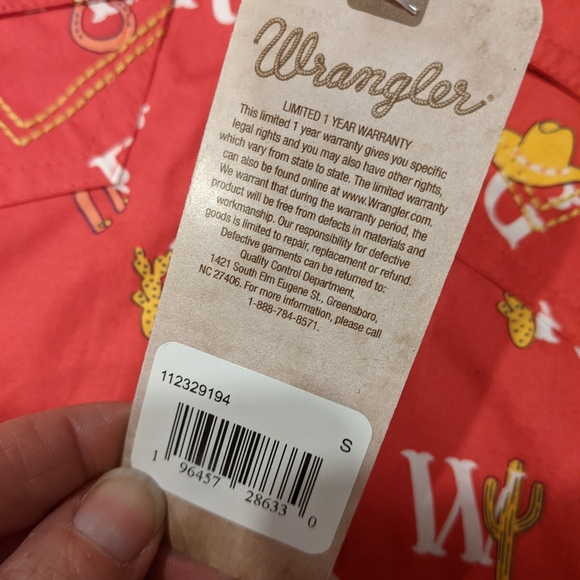 Wrangler®
LIMITED 1 YEAR WARRANTY
This limited 1 year warranty gives you specific
legal rights and you may also have other rights,
which vary from state to state. The limited warranty
can also be found online at www.Wrangler.com.
We warrant that during the warranty period, the
product will be free from defects in materials and
workmanship. Our responsibility for defective
goods is limited to repair, replacement or refund.
Defective garments can be returned to:
Quality Control Department,
1421 South Elm Eugene St., Greensboro,
NC 27406. For more information, please call
1-888-784-8571.
112329194
S
1 96457 28633 0
W